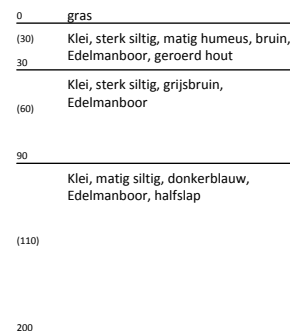 0 gras
(30) Klei, sterk siltig, matig humeus, bruin,
Edelmanboor, geroerd hout
30
Klei, sterk siltig, grijsbruin,
Edelmanboor
(60)
90
Klei, matig siltig, donkerblauw,
Edelmanboor, halfslap
(110)
200